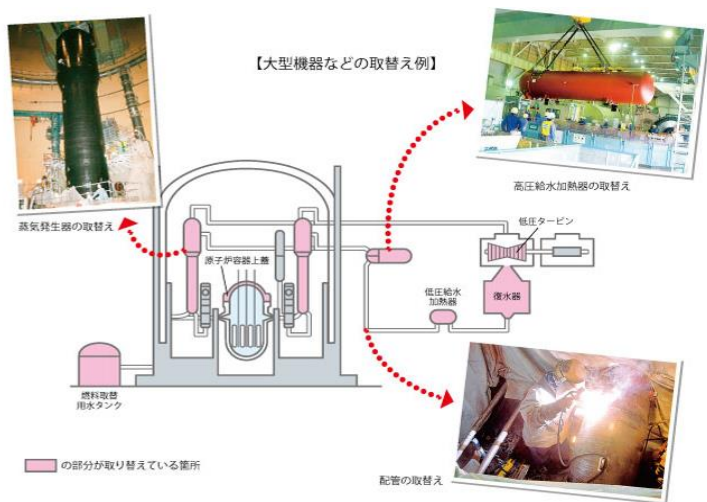 【大型機器などの取替え例】
高圧給水加熱器の取替え
蒸気発生器の取替え
低圧タービン
原子炉容器上蓋
低圧給水
加熱器
復水器
燃料取替
用水タンク
の部分が取り替えている箇所
配管の取替え